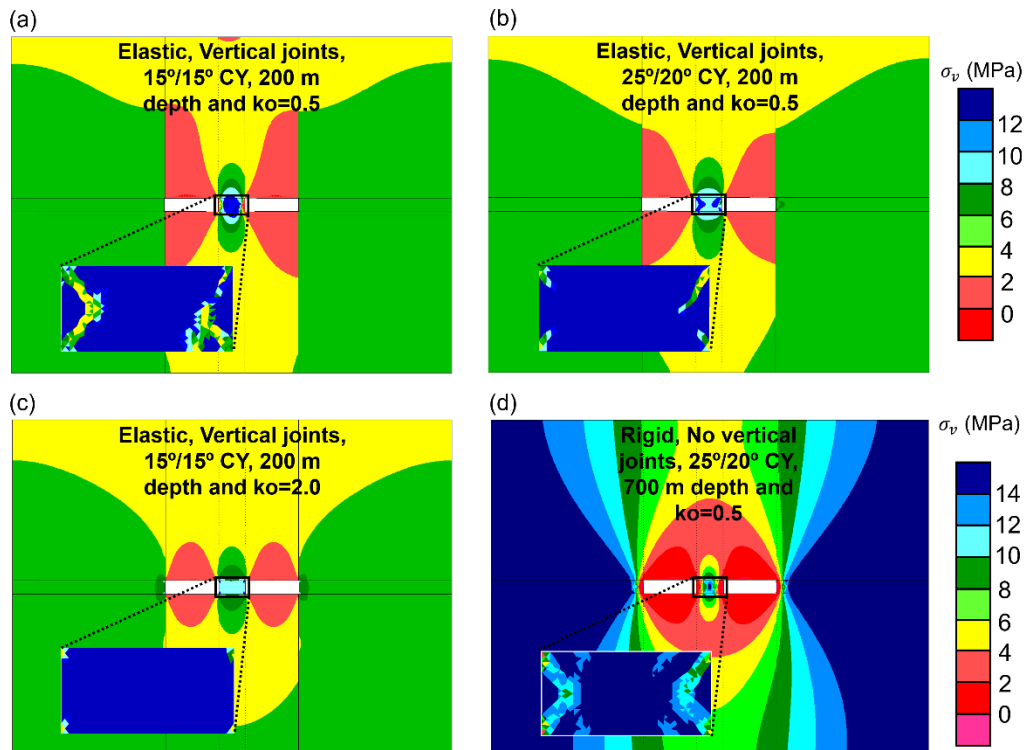 (a)
Elastic, Vertical joints,
15º/15º CY, 200 m
depth and ko=0.5
(b)
Elastic, Vertical joints,
25º/20º CY, 200 m
depth and ko=0.5
σᵥ (MPa)
12
10
8
6
4
2
0
(c)
Elastic, Vertical joints,
15º/15º CY, 200 m
depth and ko=2.0
(d)
Rigid, No vertical
joints, 25º/20º CY,
700 m depth and
ko=0.5
σᵥ (MPa)
14
12
10
8
6
4
2
0